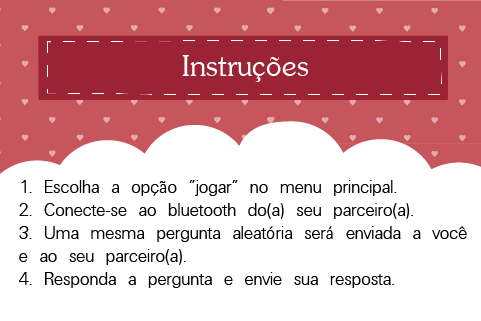 Instruções
1. Escolha a opção "jogar" no menu principal.
2. Conecte-se ao bluetooth do(a) seu parceiro(a).
3. Uma mesma pergunta aleatória será enviada a você
e ao seu parceiro(a).
4. Responda a pergunta e envie sua resposta.